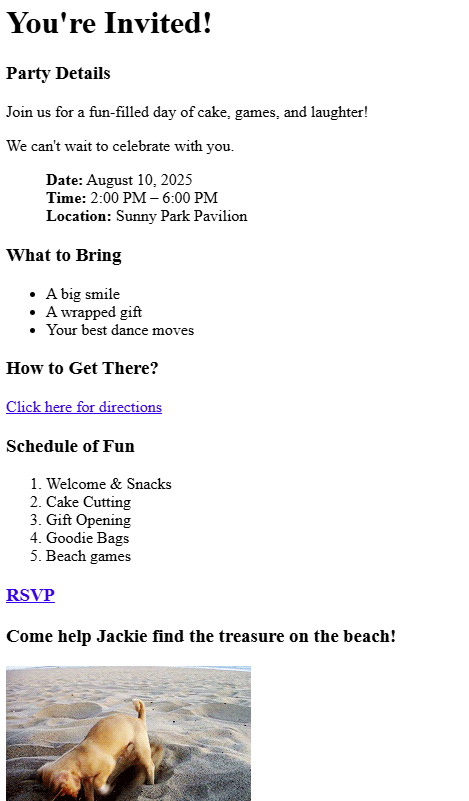 You're Invited!
Party Details
Join us for a fun-filled day of cake, games, and laughter!
We can't wait to celebrate with you.
Date: August 10, 2025
Time: 2:00 PM – 6:00 PM
Location: Sunny Park Pavilion
What to Bring
• A big smile
• A wrapped gift
• Your best dance moves
How to Get There?
Click here for directions
Schedule of Fun
1. Welcome & Snacks
2. Cake Cutting
3. Gift Opening
4. Goodie Bags
5. Beach games
RSVP
Come help Jackie find the treasure on the beach!